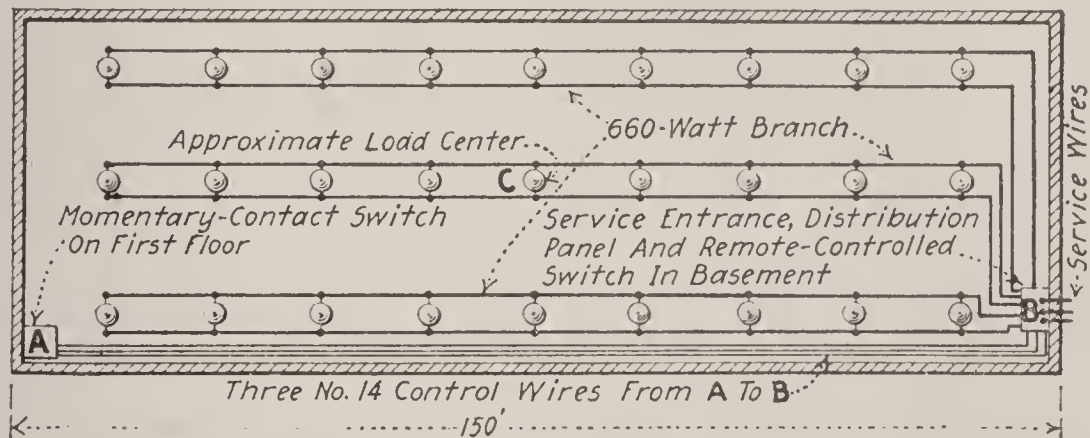 660-Watt Branch
Approximate Load Center
C
Momentary-Contact Switch
On First Floor
Service Entrance, Distribution
Panel And Remote-Controlled
Switch In Basement
Service Wires
B
A
Three No. 14 Control Wires From A To B
150'